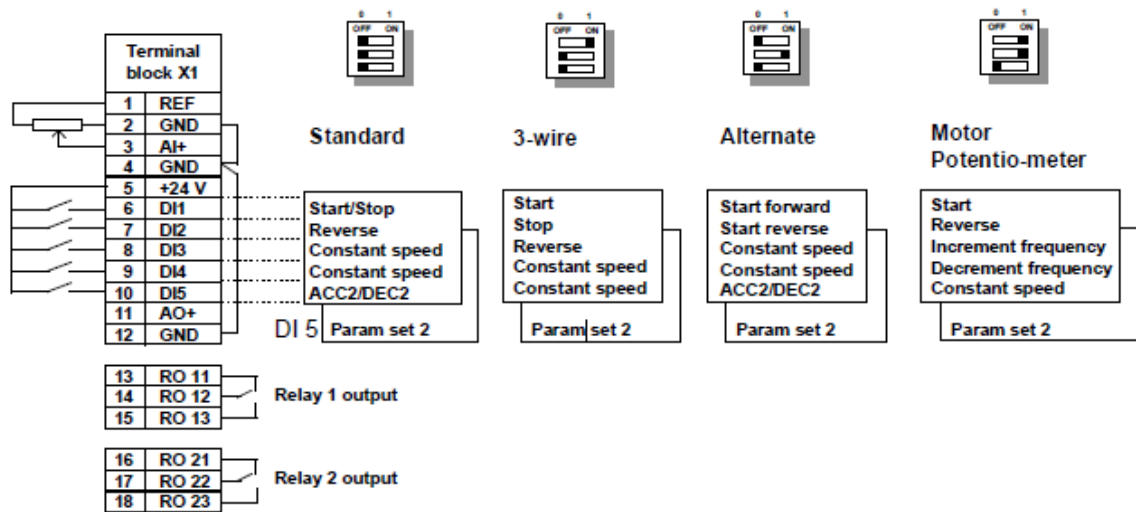 0 1
OFF ON
0 1
OFF ON
0 1
OFF ON
0 1
OFF ON
Terminal
block X1
1 REF
2 GND
3 AI+
4 GND
5 +24 V
6 DI1
7 DI2
8 DI3
9 DI4
10 DI5
11 AO+
12 GND
Standard
Start/Stop
Reverse
Constant speed
Constant speed
ACC2/DEC2
DI 5 Param set 2
3-wire
Start
Stop
Reverse
Constant speed
Constant speed
Param set 2
Alternate
Start forward
Start reverse
Constant speed
Constant speed
ACC2/DEC2
Param set 2
Motor
Potentio-meter
Start
Reverse
Increment frequency
Decrement frequency
Constant speed
Param set 2
13 RO 11
14 RO 12
15 RO 13
Relay 1 output
16 RO 21
17 RO 22
18 RO 23
Relay 2 output